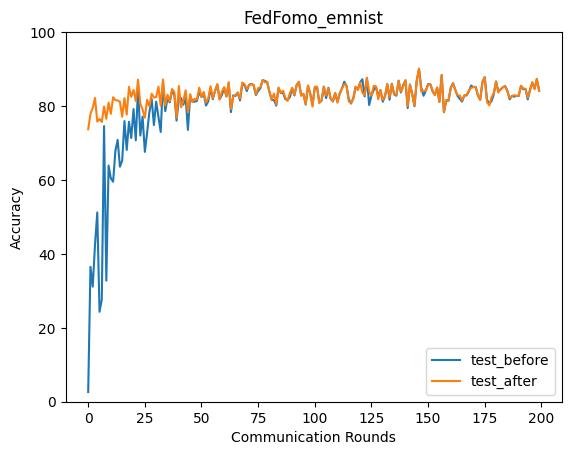 FedFomo_emnist
Accuracy
100
80
60
40
20
0
0 25 50 75 100 125 150 175 200
Communication Rounds
test_before
test_after